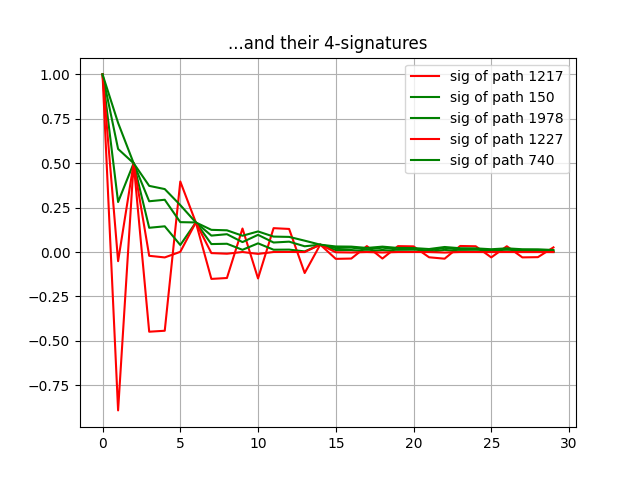 ...and their 4-signatures
sig of path 1217
sig of path 150
sig of path 1978
sig of path 1227
sig of path 740
1.00
0.75
0.50
0.25
0.00
−0.25
−0.50
−0.75
0 5 10 15 20 25 30